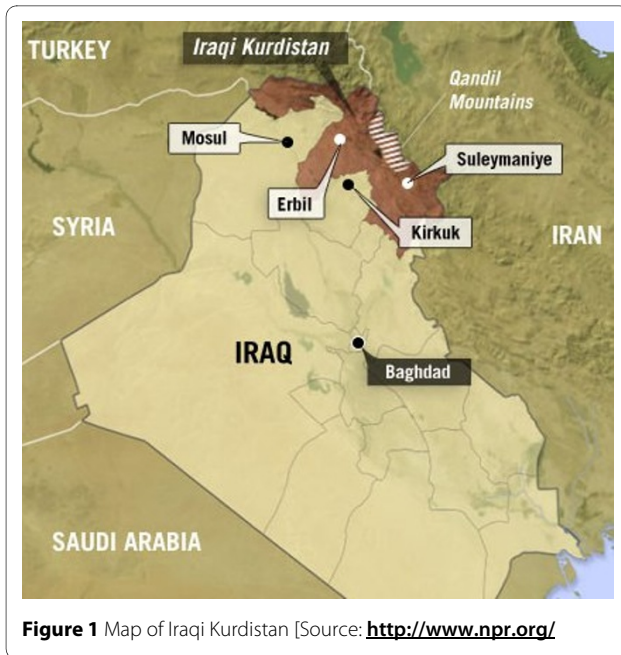 TURKEY
Iraqi Kurdistan
Qandil
Mountains
Mosul
Suleymaniye
Erbil
SYRIA
Kirkuk
IRAN
IRAQ
Baghdad
SAUDI ARABIA
Figure 1 Map of Iraqi Kurdistan [Source: http://www.npr.org/